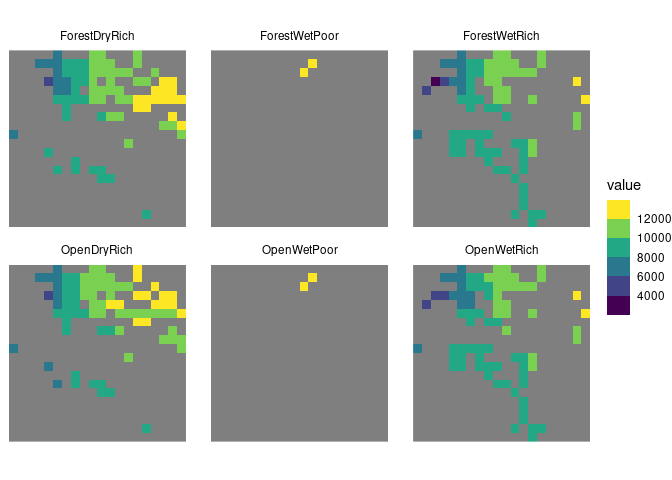 ForestDryRich
ForestWetPoor
ForestWetRich
OpenDryRich
OpenWetPoor
OpenWetRich
value
12000
10000
8000
6000
4000